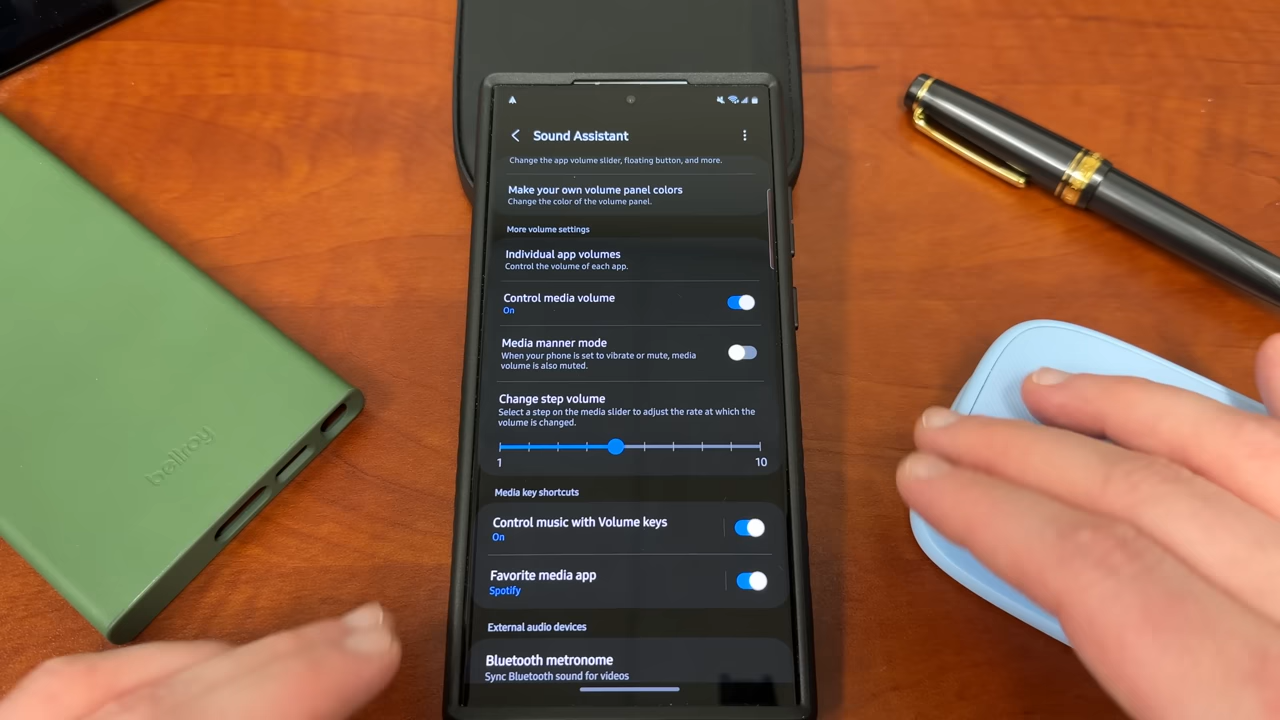 Sound Assistant
Change the app volume slider, floating button, and more.
Make your own volume panel colors
Change the color of the volume panel.
More volume settings
Individual app volumes
Control the volume of each app.
Control media volume
On
Media manner mode
When your phone is set to vibrate or mute, media
volume is also muted.
Change step volume
Select a step on the media slider to adjust the rate at which the
volume is changed.
1
10
Media key shortcuts
Control music with Volume keys
On
Favorite media app
Spotify
External audio devices
Bluetooth metronome
Sync Bluetooth sound for videos
bellroy